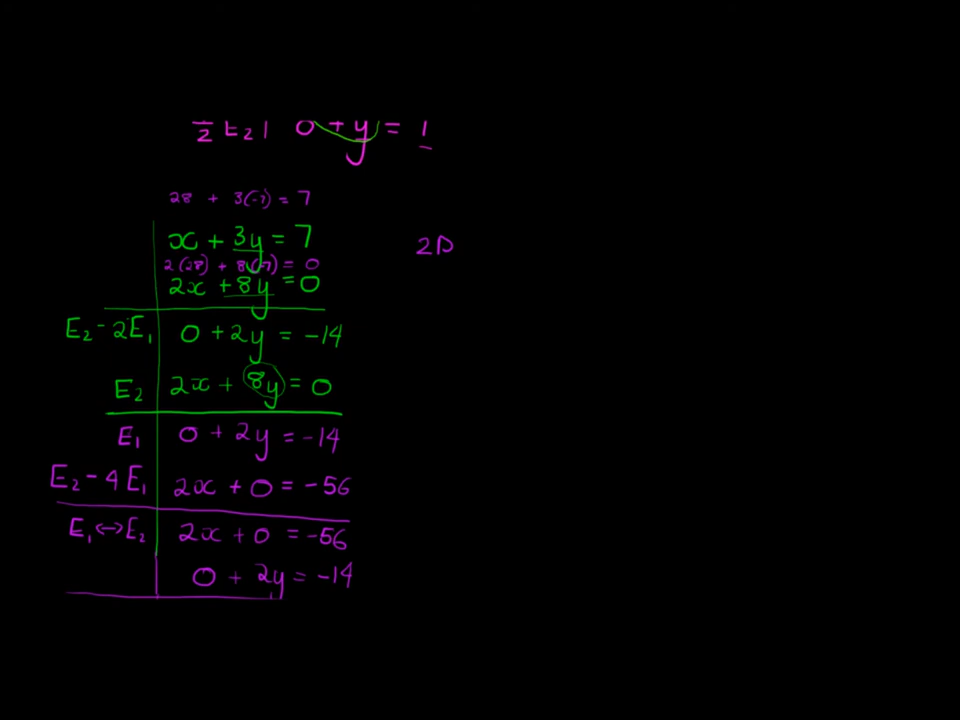 1/2 E₂ | 0 + y = 1
28 + 3(-7) = 7
x + 3y = 7
2D
2(28) + 8(-7) = 0
2x + 8y = 0
E₂ - 2E₁ 0 + 2y = -14
E₂ 2x + 8y = 0
E₁ 0 + 2y = -14
E₂ - 4E₁ 2x + 0 = -56
E₁ ↔ E₂ 2x + 0 = -56
0 + 2y = -14